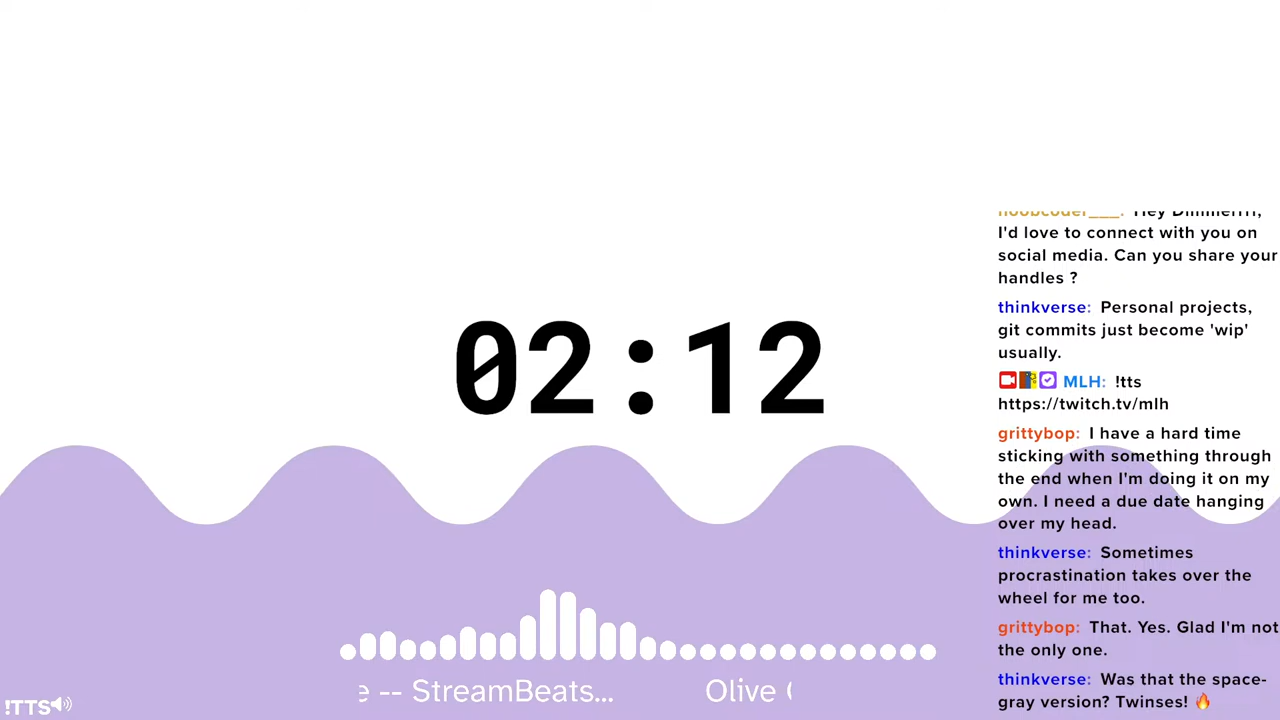 I'd love to connect with you on
social media. Can you share your
handles ?
thinkverse: Personal projects,
git commits just become 'wip'
usually.
MLH: !tts
https://twitch.tv/mlh
grittybop: I have a hard time
sticking with something through
the end when I'm doing it on my
own. I need a due date hanging
over my head.
thinkverse: Sometimes
procrastination takes over the
wheel for me too.
grittybop: That. Yes. Glad I'm not
the only one.
thinkverse: Was that the space-
gray version? Twinses! 🔥
02:12
e -- StreamBeats... Olive
!TTS